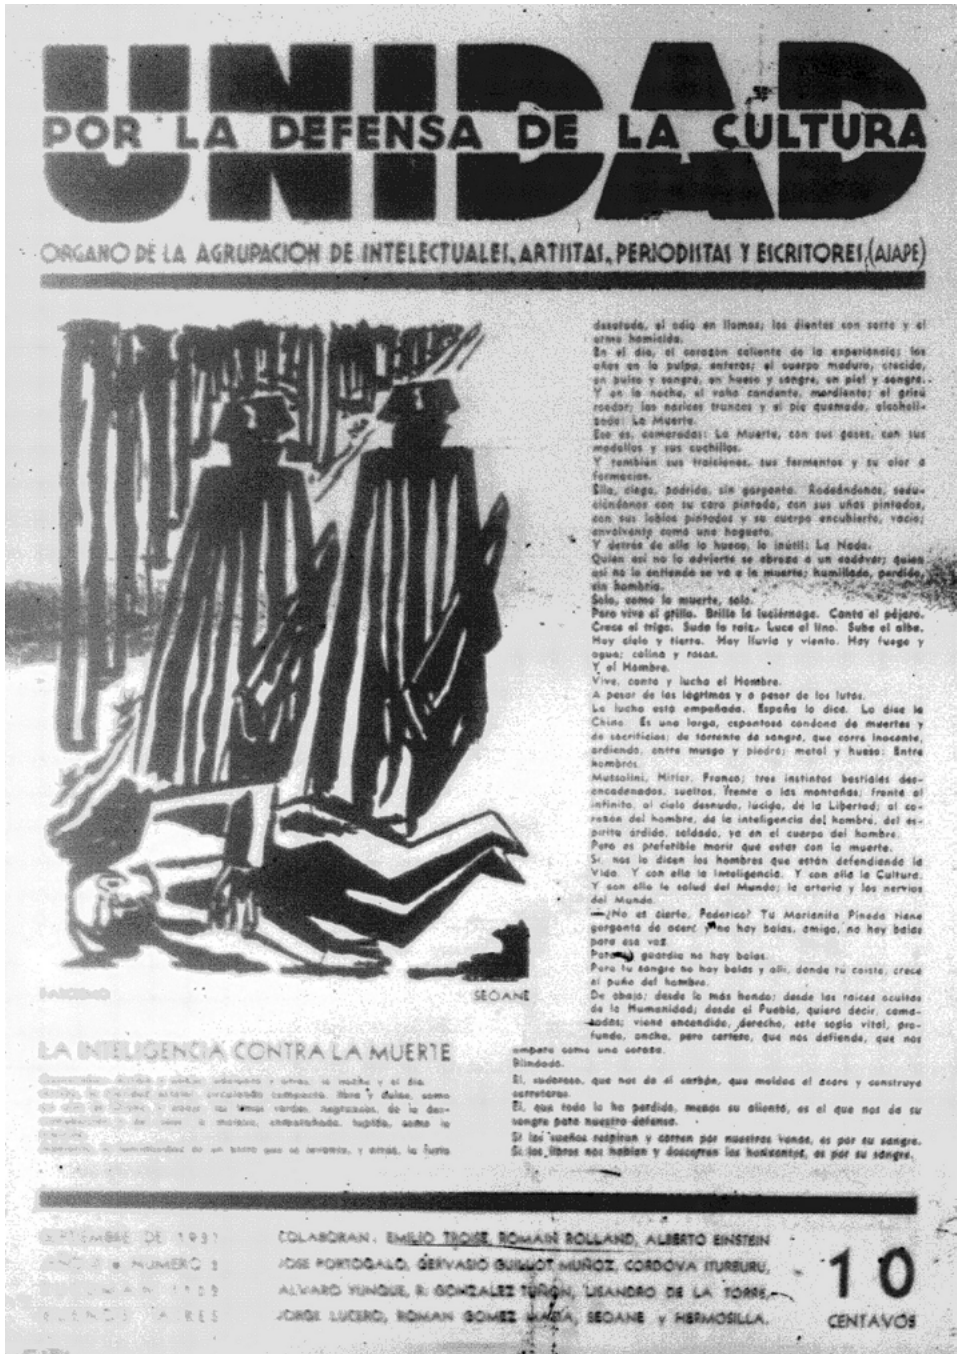 UNIDAD
POR LA DEFENSA DE LA CULTURA
ORGANO DE LA AGRUPACION DE INTELECTUALES, ARTISTAS, PERIODISTAS Y ESCRITORES, (AIAPE)
SEOANE
LA INTELIGENCIA CONTRA LA MUERTE
desatada, el odio en llamas; los dientes con sarro y el
arma homicida.
En el día, el corazón caliente de la experiencia; los
años en la pulpa, enteros; el cuerpo maduro, crecido,
en pulso y sangre, en hueso y sangre, en piel y sangre.
Y en la noche, el vaho candente, mordiente; el grisú
roedor; las narices truncas y el pie quemado, alcoholi-
zado: La Muerte.
Eso es, camaradas: La Muerte, con sus gases, con sus
medallas y sus cuchillos.
Y también sus traiciones, sus fermentos y su olor a
formación.
Ella, ciega, podrida, sin garganta. Rodeándonos, sedu-
ciéndonos con su cara pintada, con sus uñas pintadas,
con sus labios pintados y su cuerpo encubierto, vacío;
envolvente como una hoguera.
Y detrás de ella lo hueco, lo inútil: La Nada.
Quien así no lo advierte se abraza a un cadáver; quien
así no lo entiende se va a la muerte; humillado, perdido,
sin hombría.
Solo, como la muerte, solo.
Pero vive el grillo. Brilla la luciérnaga. Canta el pájaro.
Crece el trigo. Suda la raíz. Luce el lino. Sube el alba.
Hay cielo y tierra. Hay lluvia y viento. Hay fuego y
agua; colina y rosas.
Y el Hombre.
Vive, canta y lucha el Hombre.
A pesar de las lágrimas y a pesar de los lutos.
La lucha está empeñada. España lo dice. Lo dice la
China. Es una larga, espantosa condena de muertes y
de sacrificios; de torrente de sangre, que corre inocente,
ardiendo, entre musgo y piedra; metal y hueso: Entre
hombres.
Mussolini, Hitler, Franco; tres instintos bestiales des-
encadenados, sueltos, frente a las montañas; frente al
infinito, al cielo desnudo, lúcido, de la Libertad; al co-
razón del hombre, de la inteligencia del hombre, del es-
píritu árdido, soldado, ya en el cuerpo del hombre.
Pero es preferible morir que estar con la muerte.
Sí, nos lo dicen los hombres que están defendiendo la
Vida. Y con ella la Inteligencia. Y con ella la Cultura.
Y con ella la salud del Mundo; la arteria y los nervios
del Mundo.
—¿No es cierto, Federico? Tu Marianita Pineda tiene
garganta de acero y no hay balas, amigo, no hay balas
para esa voz.
Para guardia no hay balas.
Para tu sangre no hay balas y allí, donde tú caíste, crece
el puño del hombre.
De abajo; desde lo más hondo; desde las raíces ocultas
de la Humanidad; desde el Pueblo, quiero decir, cama-
radas; viene encendido, derecho, este soplo vital, pro-
fundo, ancho, pero certero, que nos defiende, que nos
ampara como una coraza.
Blindada.
El, sudoroso, que nos da el carbón, que moldea el acero y construye
carreteras.
El, que todo lo ha perdido, menos su aliento, es el que nos da su
sangre para nuestra defensa.
Si los sueños respiran y corren por nuestras venas, es por su sangre.
Si los libros nos hablan y descifran los horizontes, es por su sangre.
DE 193
NUMERO
COLABORAN: EMILIO TROISE, ROMAIN ROLLAND, ALBERTO EINSTEIN
JOSE PORTOGALO, GERVASIO GUILLOT MUÑOZ, CORDOVA ITURBURU,
ALVARO YUNQUE, R. GONZALEZ TUÑON, LISANDRO DE LA TORRE,
JORGE LUCERO, ROMAN GOMEZ MASIA, SEOANE y HERMOSILLA.
10
CENTAVOS